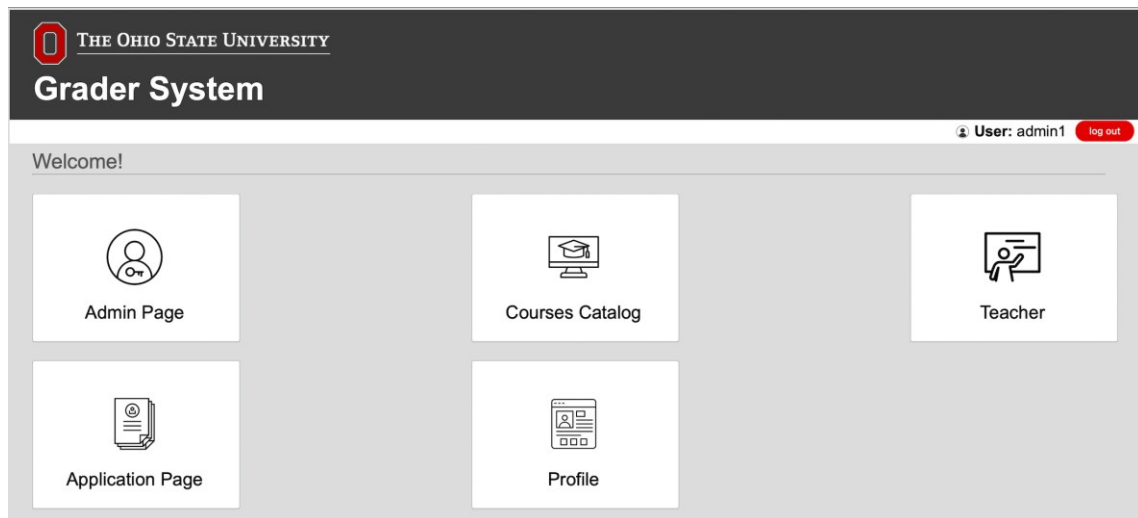 THE OHIO STATE UNIVERSITY
Grader System
User: admin1 log out
Welcome!
Admin Page
Courses Catalog
Teacher
Application Page
Profile